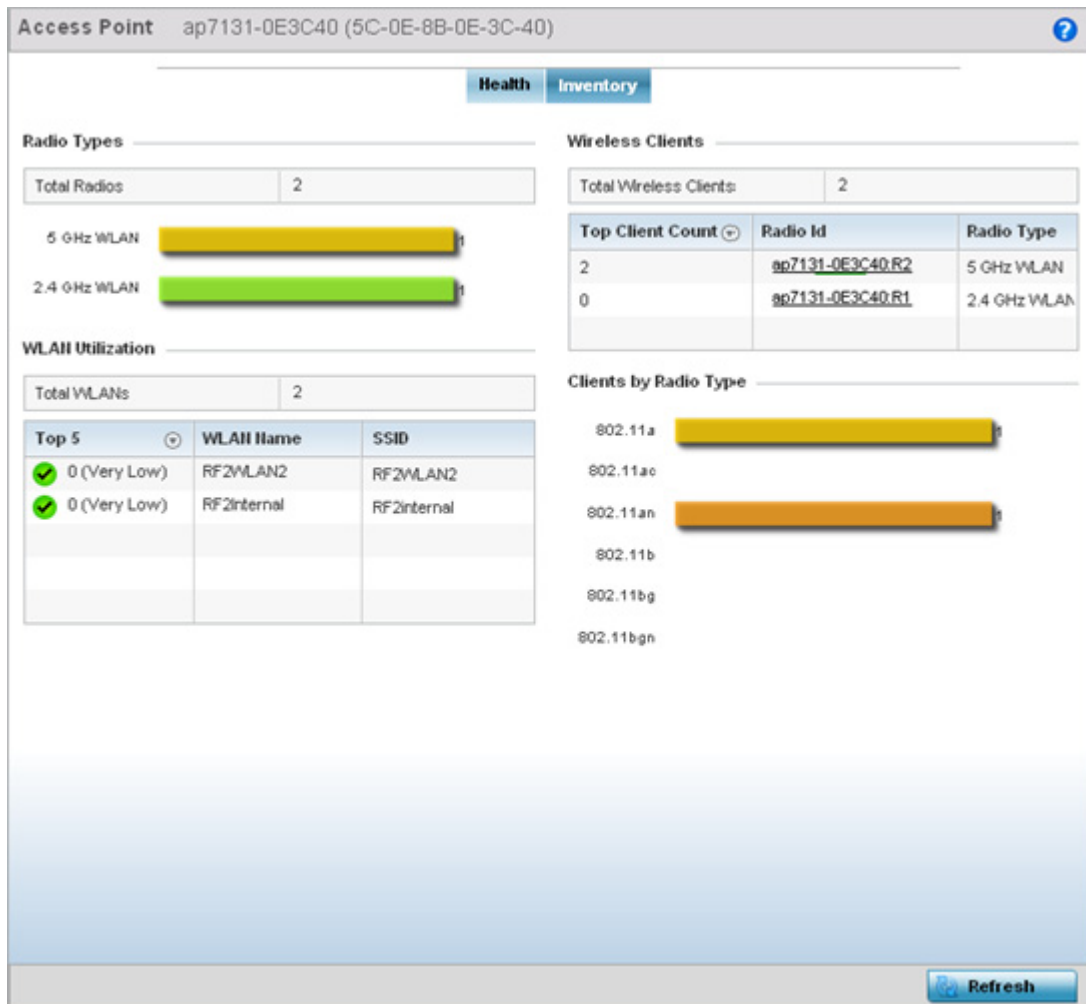 Access Point ap7131-0E3C40 (5C-0E-8B-0E-3C-40) ?
Health Inventory
Radio Types
Total Radios 2
5 GHz WLAN 1
2.4 GHz WLAN 1
WLAN Utilization
Total WLANs 2
Top 5 WLAN Name SSID
0 (Very Low) RF2WLAN2 RF2WLAN2
0 (Very Low) RF2internal RF2internal
Wireless Clients
Total Wireless Clients 2
Top Client Count Radio Id Radio Type
2 ap7131-0E3C40:R2 5 GHz WLAN
0 ap7131-0E3C40:R1 2.4 GHz WLAN
Clients by Radio Type
802.11a 1
802.11ac
802.11an 1
802.11b
802.11bg
802.11bgn
Refresh